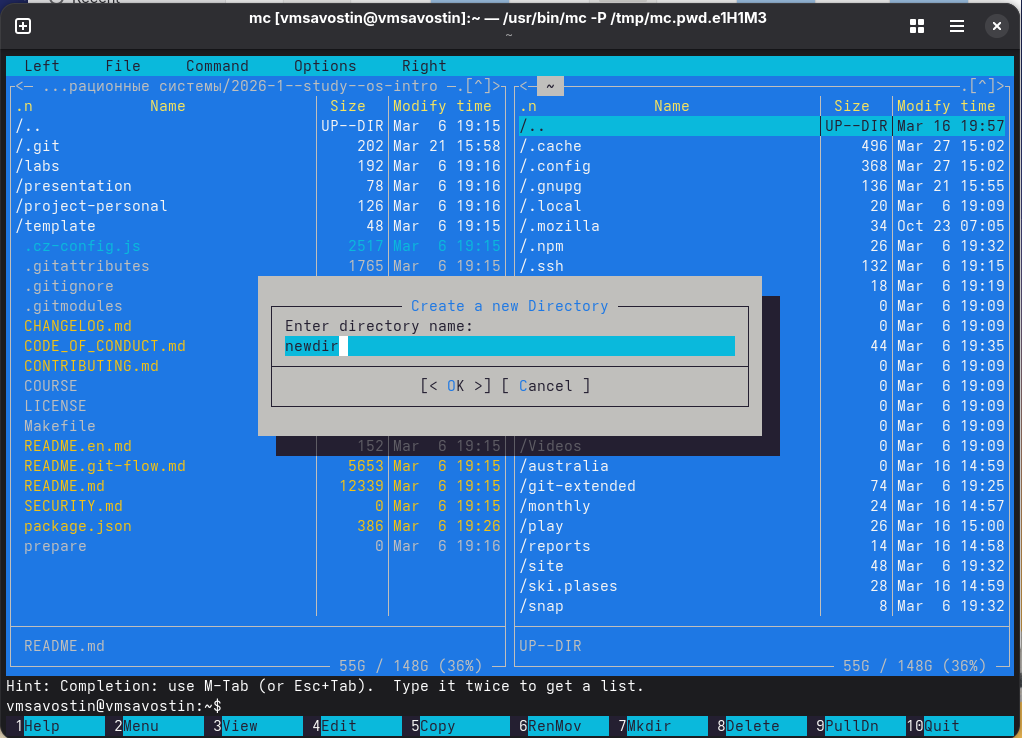 Recent
mc [vmsavostin@vmsavostin]:~ — /usr/bin/mc -P /tmp/mc.pwd.e1H1M3
~
Left File Command Options Right
<— ...рационные системы/2026-1--study--os-intro —.[^]>
<— ~ —.[^]>
.n Name Size Modify time .n Name Size Modify time
/.. UP--DIR Mar 6 19:15 /.. UP--DIR Mar 16 19:57
/.git 202 Mar 21 15:58 /.cache 496 Mar 27 15:02
/labs 192 Mar 6 19:16 /.config 368 Mar 27 15:02
/presentation 78 Mar 6 19:16 /.gnupg 136 Mar 21 15:55
/project-personal 126 Mar 6 19:16 /.local 20 Mar 6 19:09
/template 48 Mar 6 19:15 /.mozilla 34 Oct 23 07:05
.cz-config.js 2517 Mar 6 19:15 /.npm 26 Mar 6 19:32
.gitattributes 1765 Mar 6 19:15 /.ssh 132 Mar 6 19:15
.gitignore 18 Mar 6 19:19
.gitmodules 0 Mar 6 19:09
CHANGELOG.md 0 Mar 6 19:09
CODE_OF_CONDUCT.md 44 Mar 6 19:35
CONTRIBUTING.md 0 Mar 6 19:09
COURSE 0 Mar 6 19:09
LICENSE 0 Mar 6 19:09
Makefile 0 Mar 6 19:09
Create a new Directory
Enter directory name:
newdir
[< OK >] [ Cancel ]
README.en.md 152 Mar 6 19:15 /Videos 0 Mar 6 19:09
README.git-flow.md 5653 Mar 6 19:15 /australia 0 Mar 16 14:59
README.md 12339 Mar 6 19:15 /git-extended 74 Mar 6 19:25
SECURITY.md 0 Mar 6 19:15 /monthly 24 Mar 16 14:57
package.json 386 Mar 6 19:26 /play 26 Mar 16 15:00
prepare 0 Mar 6 19:16 /reports 14 Mar 16 14:58
/site 48 Mar 6 19:32
/ski.plases 28 Mar 16 14:59
/snap 8 Mar 6 19:32
README.md UP--DIR
55G / 148G (36%) 55G / 148G (36%)
Hint: Completion: use M-Tab (or Esc+Tab). Type it twice to get a list.
vmsavostin@vmsavostin:~$
1Help 2Menu 3View 4Edit 5Copy 6RenMov 7Mkdir 8Delete 9PullDn 10Quit